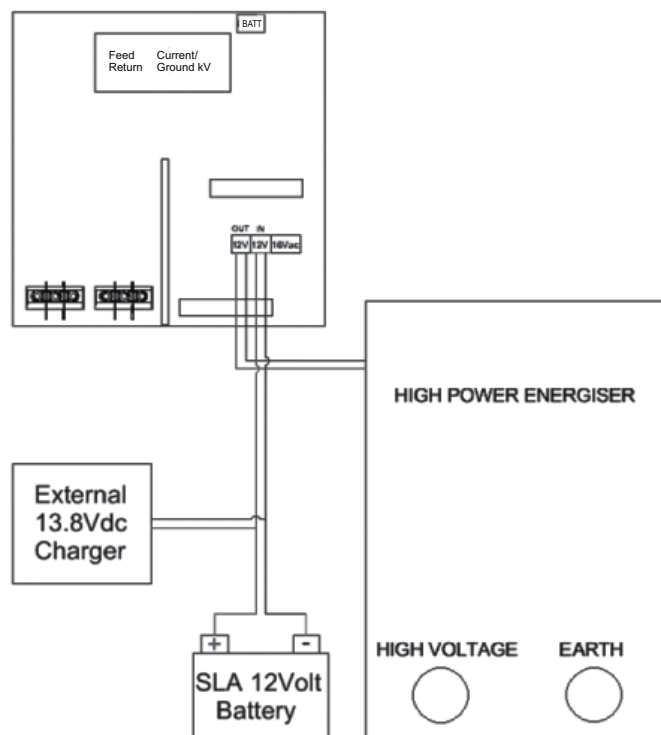 BATT
Feed Current/
Return Ground kV
OUT IN
12V 12V 16Vac
HIGH POWER ENERGISER
External
13.8Vdc
Charger
+ -
SLA 12Volt
Battery
HIGH VOLTAGE EARTH